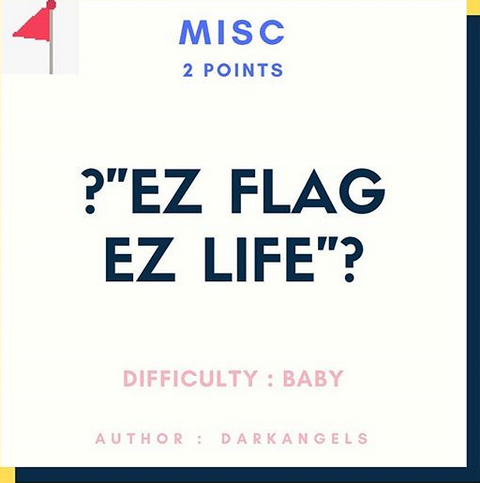 MISC
2 POINTS
?"EZ FLAG
EZ LIFE"?
DIFFICULTY : BABY
AUTHOR : DARKANGELS